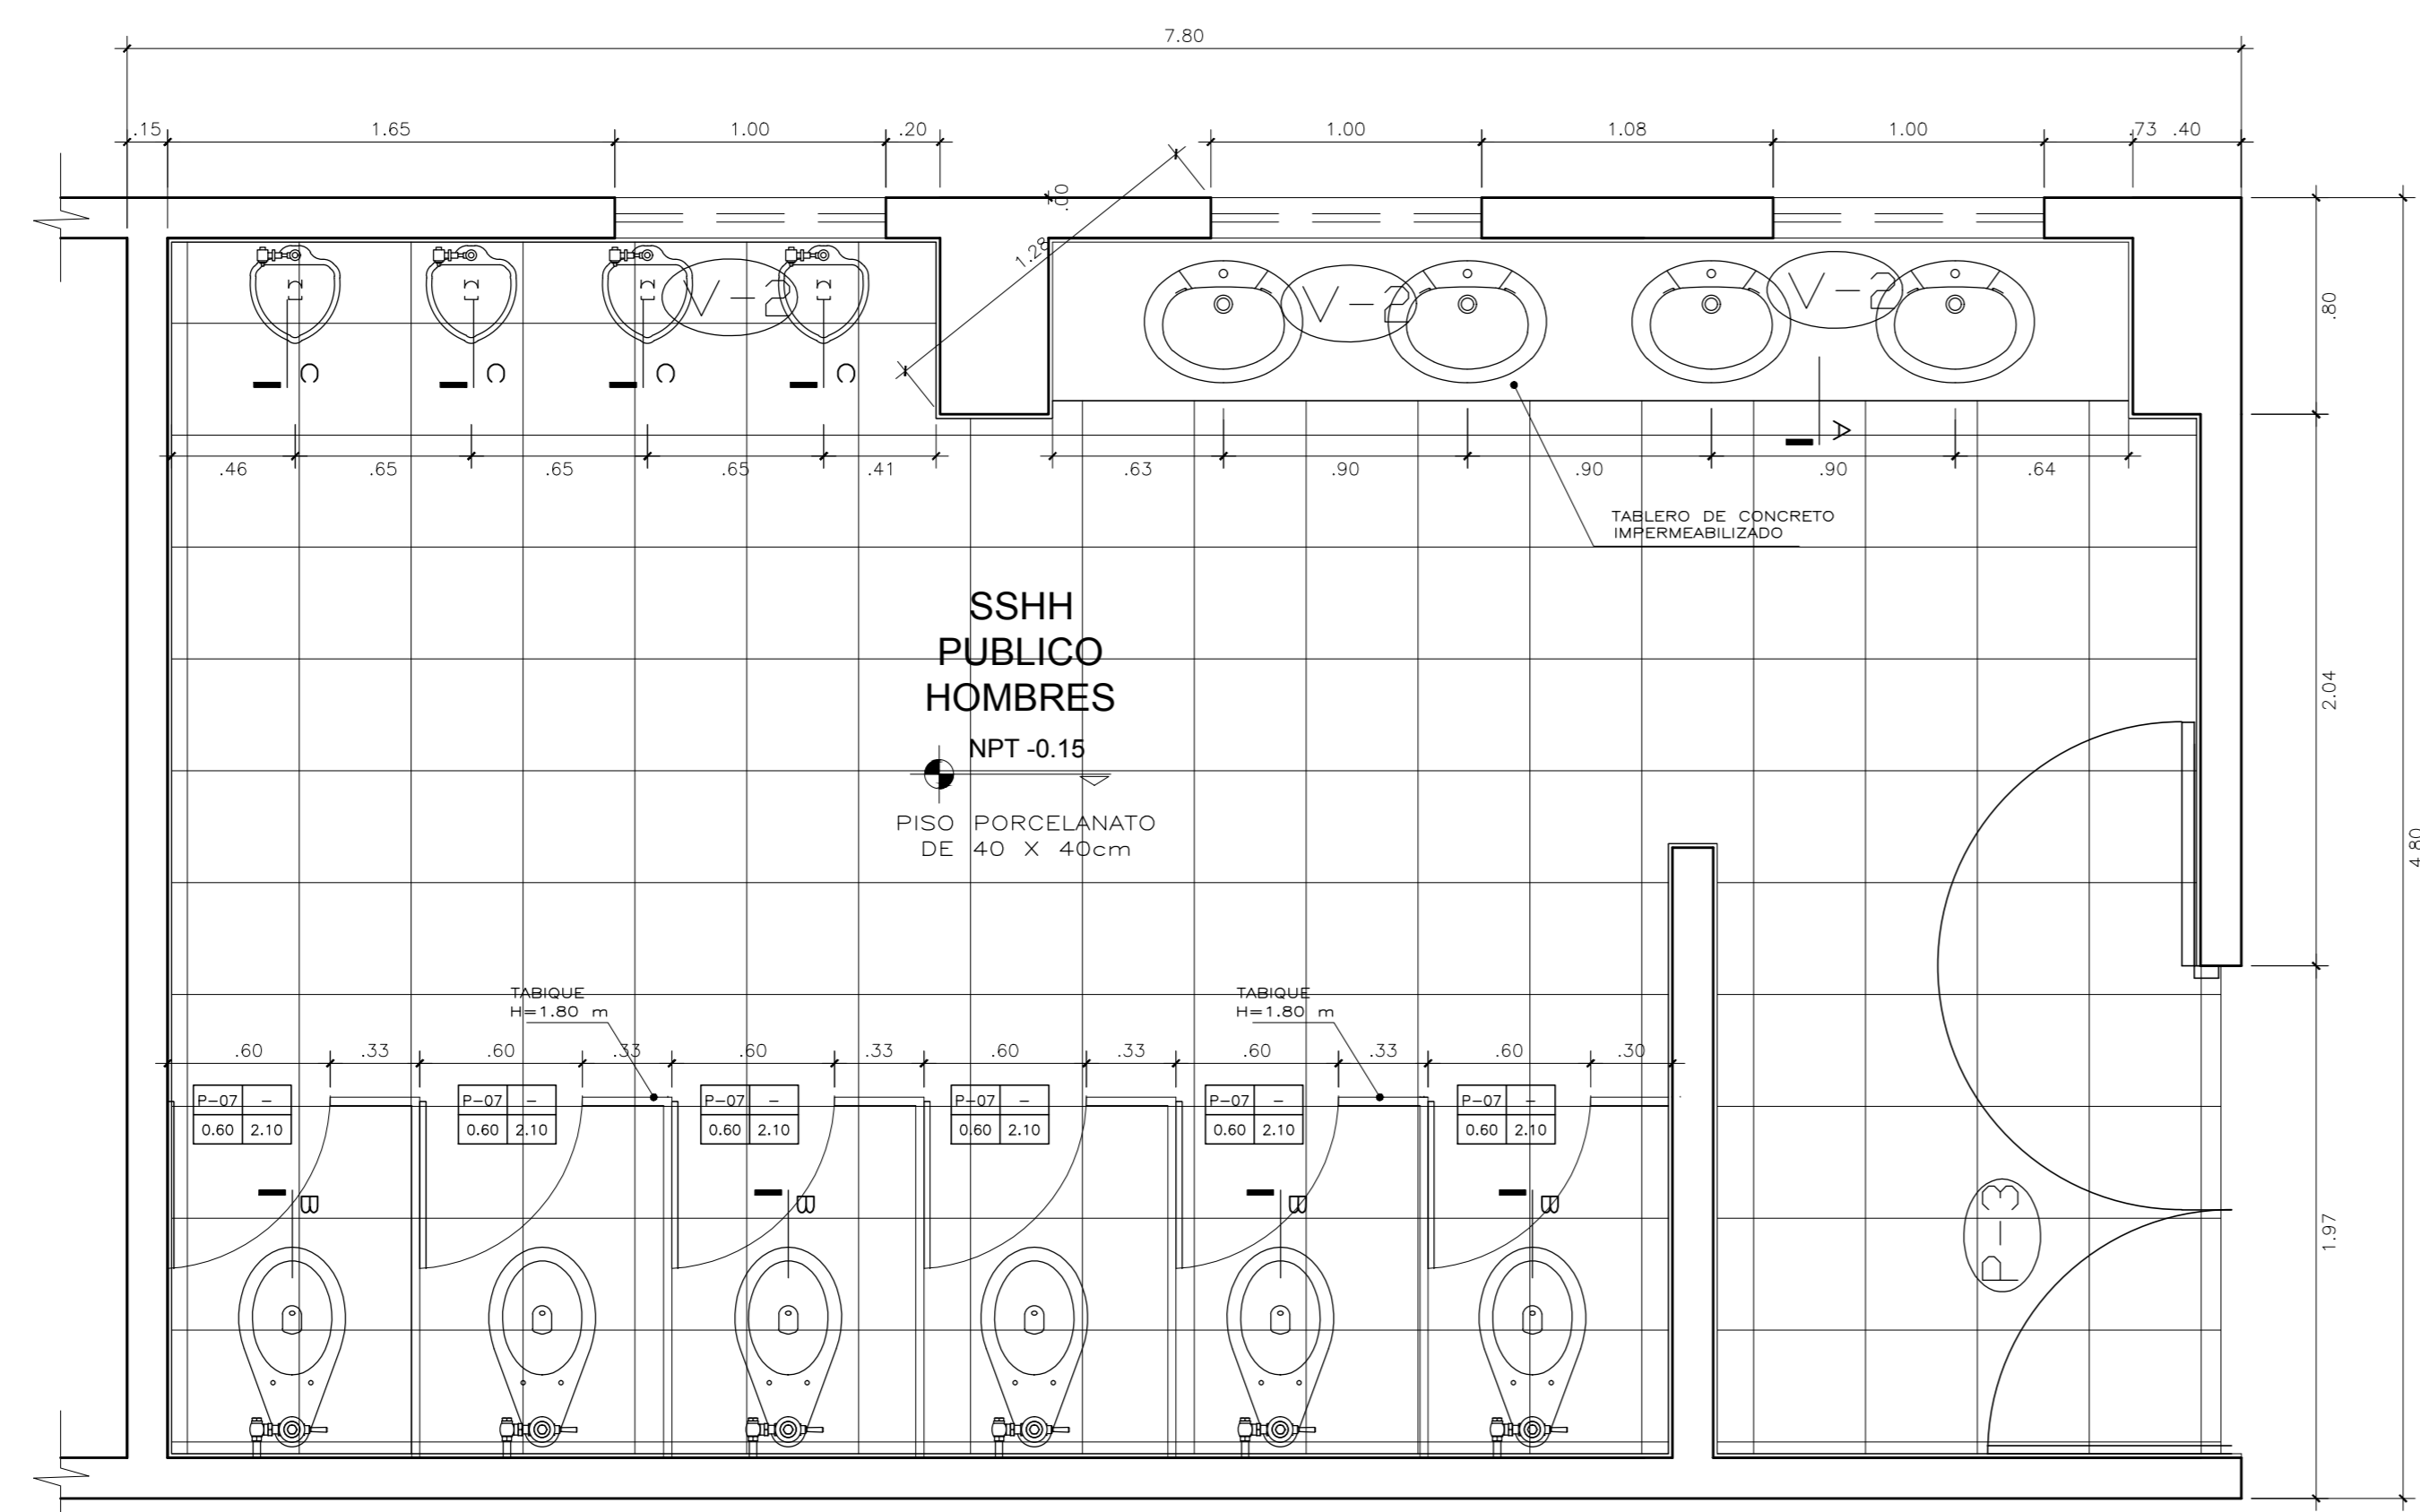 7.80
.15 1.65 1.00 .20 1.00 1.08 1.00 .73 .40
.60
1.28
V-2 V-2 V-2
.80
C C C C
A
.46 .65 .65 .65 .41 .63 .90 .90 .90 .64
TABLERO DE CONCRETO
IMPERMEABILIZADO
SSHH
PUBLICO
HOMBRES
NPT -0.15
PISO PORCELANATO
DE 40 X 40cm
2.04
4.80
TABIQUE
H=1.80 m
TABIQUE
H=1.80 m
.60 .33 .60 .33 .60 .33 .60 .33 .60 .33 .60 .30
P-07 - P-07 - P-07 - P-07 - P-07 - P-07 -
0.60 2.10 0.60 2.10 0.60 2.10 0.60 2.10 0.60 2.10 0.60 2.10
B B B B
P-3
1.97